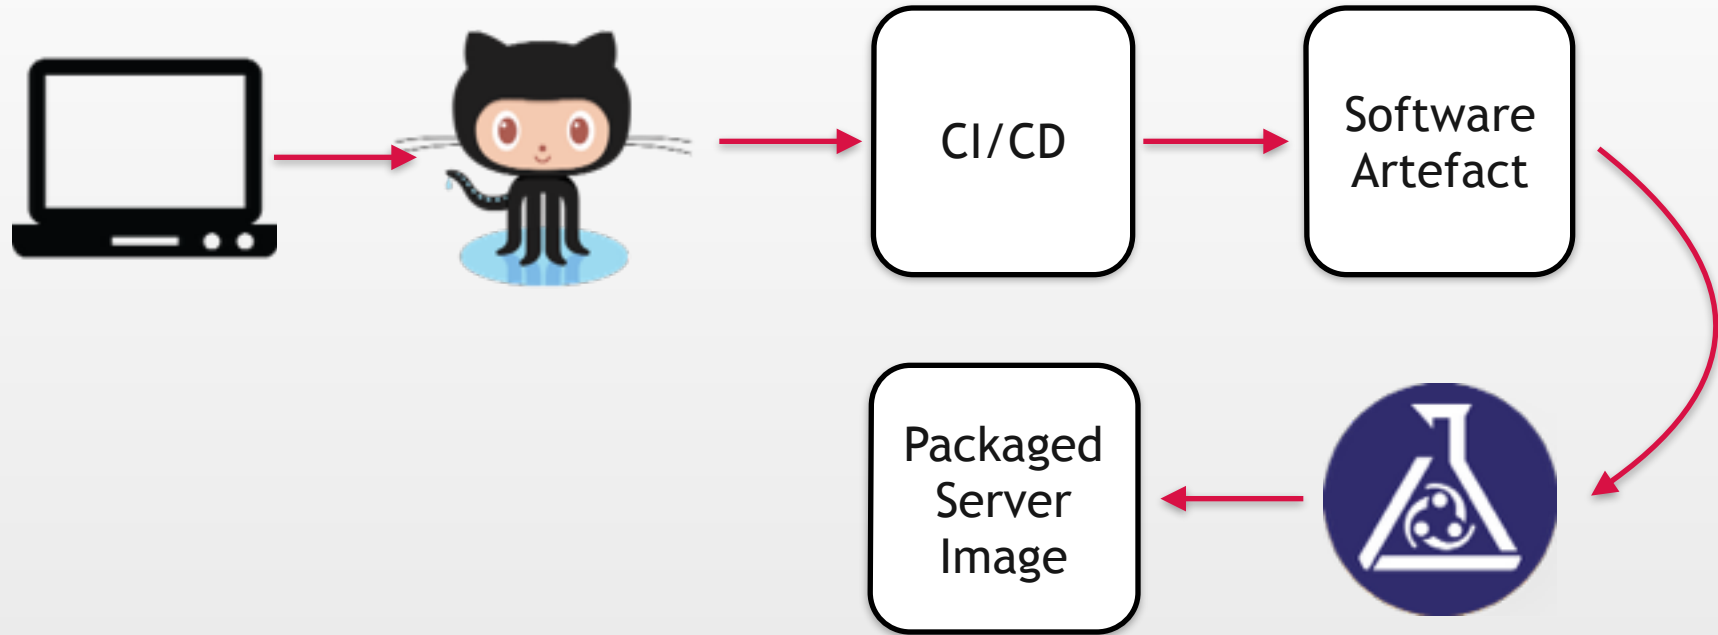 CI/CD
Software
Artefact
Packaged
Server
Image